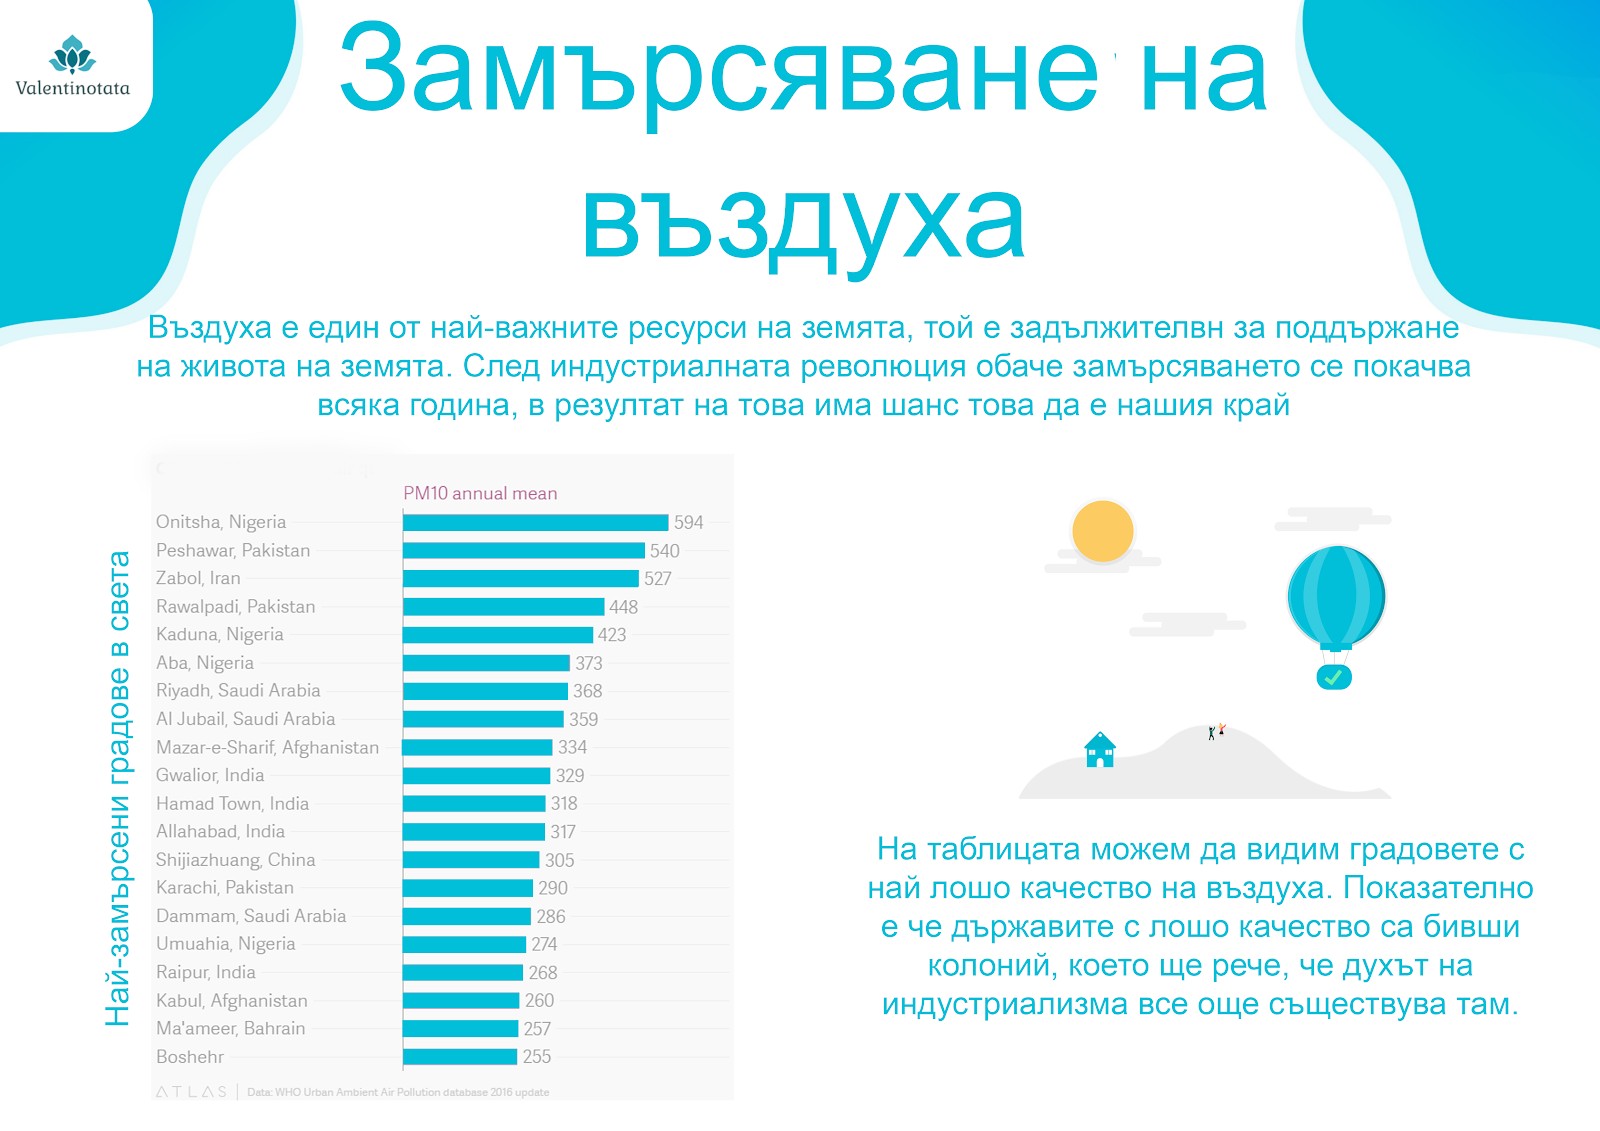 Valentinotata
Замърсяване на
въздуха
Въздуха е един от най-важните ресурси на земята, той е задължителвн за поддържане
на живота на земята. След индустриалната революция обаче замърсяването се покачва
всяка година, в резултат на това има шанс това да е нашия край
Най-замърсени градове в света
PM10 annual mean
Onitsha, Nigeria 594
Peshawar, Pakistan 540
Zabol, Iran 527
Rawalpadi, Pakistan 448
Kaduna, Nigeria 423
Aba, Nigeria 373
Riyadh, Saudi Arabia 368
Al Jubail, Saudi Arabia 359
Mazar-e-Sharif, Afghanistan 334
Gwalior, India 329
Hamad Town, India 318
Allahabad, India 317
Shijiazhuang, China 305
Karachi, Pakistan 290
Dammam, Saudi Arabia 286
Umuahia, Nigeria 274
Raipur, India 268
Kabul, Afghanistan 260
Ma'ameer, Bahrain 257
Boshehr 255
ATLAS | Data: WHO Urban Ambient Air Pollution database 2016 update
На таблицата можем да видим градовете с
най лошо качество на въздуха. Показателно
е че държавите с лошо качество са бивши
колоний, което ще рече, че духът на
индустриализма все още съществува там.